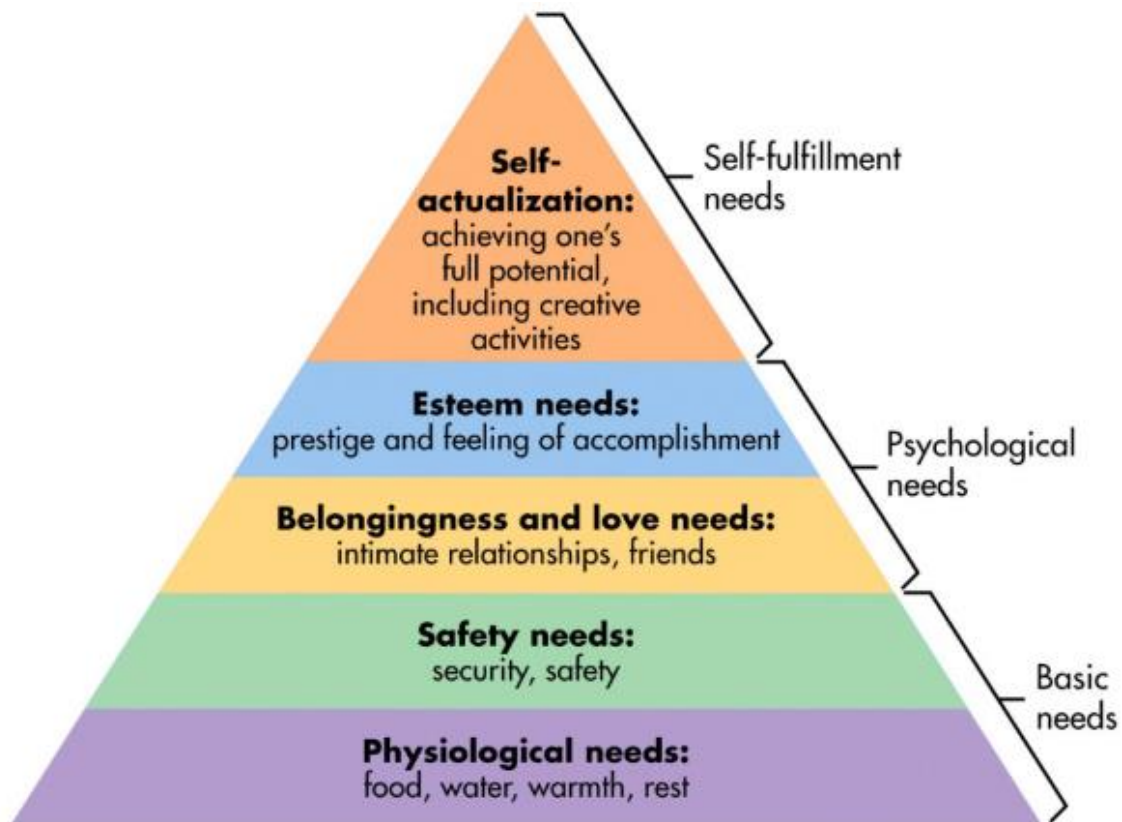 Self-
actualization:
achieving one's
full potential,
including creative
activities
Self-fulfillment
needs
Esteem needs:
prestige and feeling of accomplishment
Psychological
needs
Belongingness and love needs:
intimate relationships, friends
Safety needs:
security, safety
Basic
needs
Physiological needs:
food, water, warmth, rest